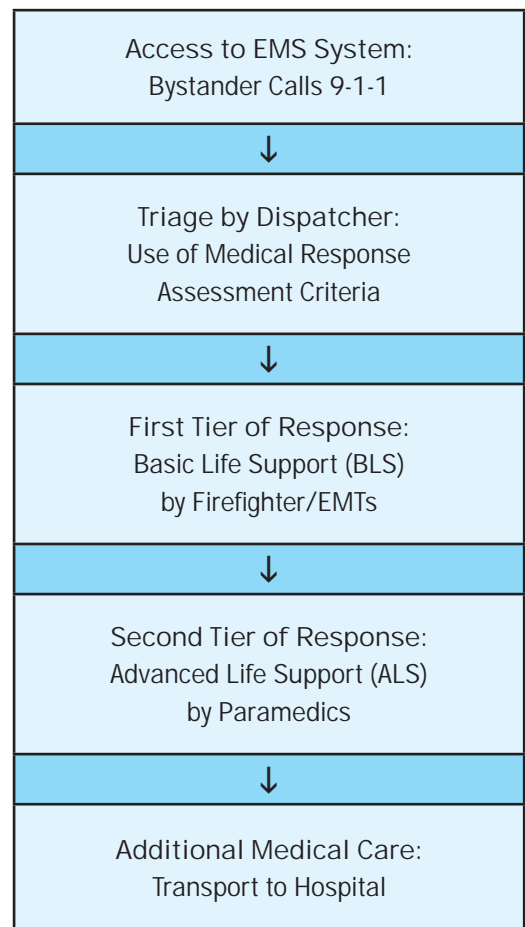 Access to EMS System:
Bystander Calls 9-1-1
↓
Triage by Dispatcher:
Use of Medical Response
Assessment Criteria
↓
First Tier of Response:
Basic Life Support (BLS)
by Firefighter/EMTs
↓
Second Tier of Response:
Advanced Life Support (ALS)
by Paramedics
↓
Additional Medical Care:
Transport to Hospital